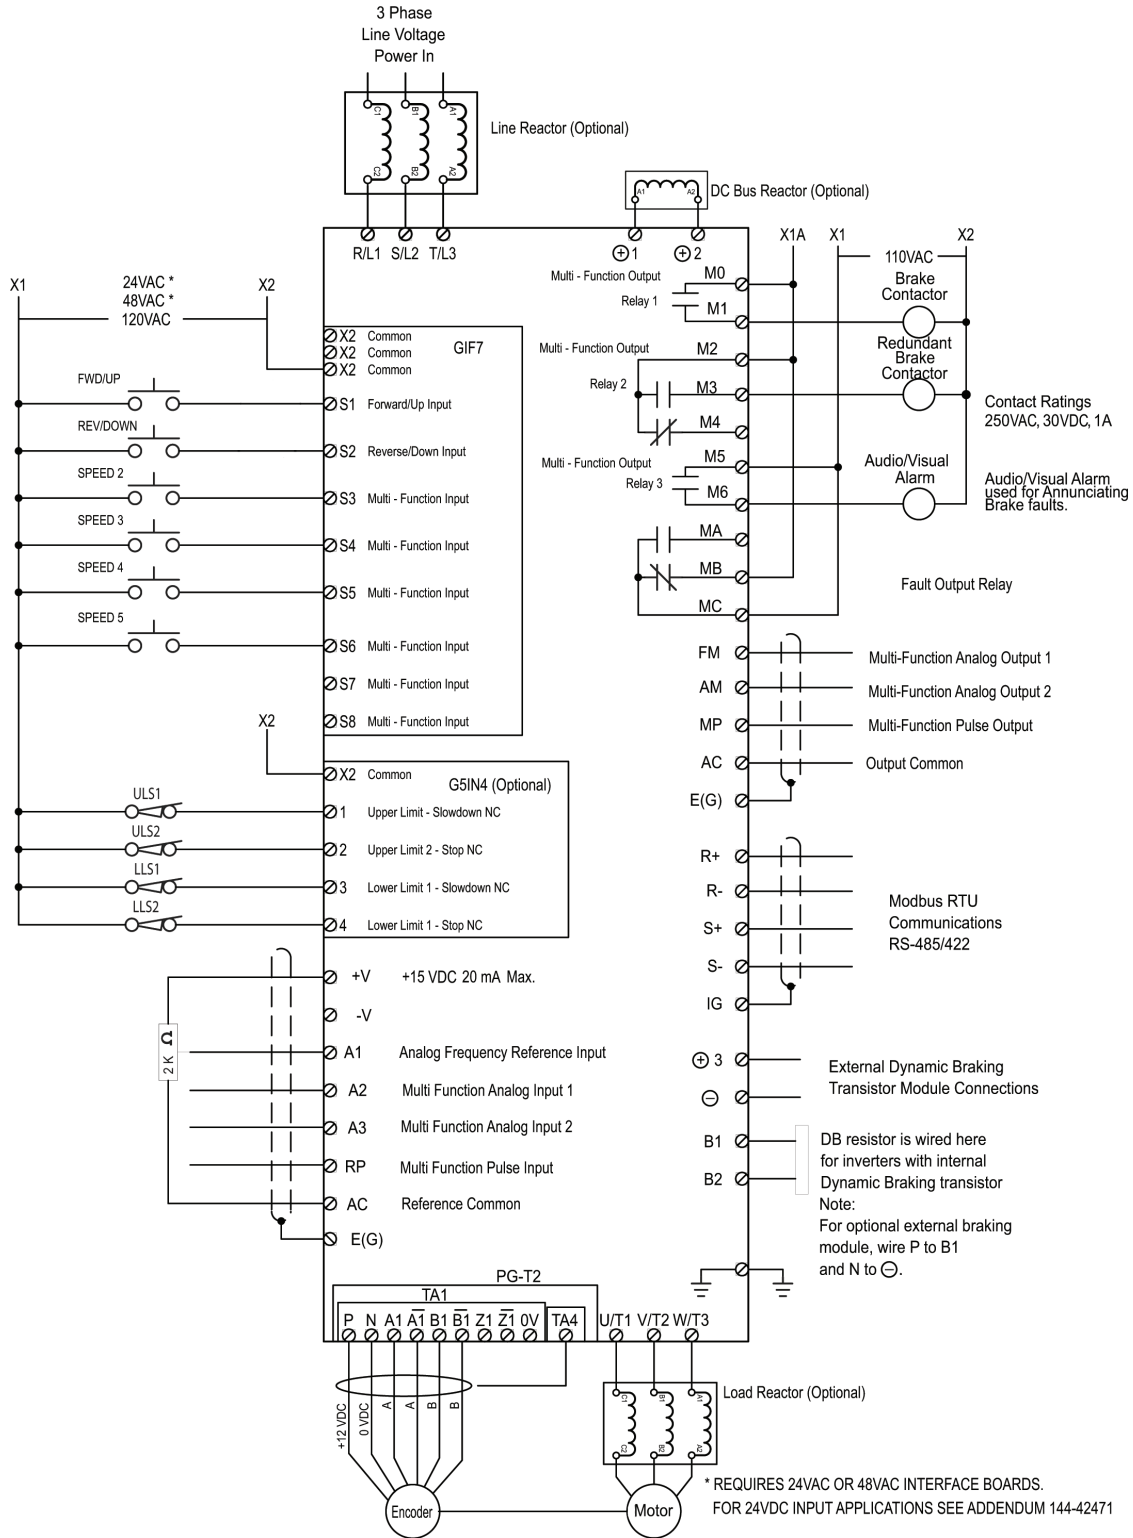 3 Phase
Line Voltage
Power In
C1
B1
A1
C2
B2
A2
Line Reactor (Optional)
A1
A2
DC Bus Reactor (Optional)
R/L1
S/L2
T/L3
⊕ 1
⊕ 2
X1A
X1
X2
110VAC
X1
24VAC *
48VAC *
120VAC
X2
X2 Common
X2 Common
X2 Common
GIF7
FWD/UP
S1 Forward/Up Input
REV/DOWN
S2 Reverse/Down Input
SPEED 2
S3 Multi - Function Input
SPEED 3
S4 Multi - Function Input
SPEED 4
S5 Multi - Function Input
SPEED 5
S6 Multi - Function Input
S7 Multi - Function Input
S8 Multi - Function Input
X2
X2 Common
G5IN4 (Optional)
ULS1
1 Upper Limit - Slowdown NC
ULS2
2 Upper Limit 2 - Stop NC
LLS1
3 Lower Limit 1 - Slowdown NC
LLS2
4 Lower Limit 1 - Stop NC
2 K Ω
+V +15 VDC 20 mA Max.
-V
A1 Analog Frequency Reference Input
A2 Multi Function Analog Input 1
A3 Multi Function Analog Input 2
RP Multi Function Pulse Input
AC Reference Common
E(G)
Multi - Function Output
Relay 1
M0
M1
Brake
Contactor
Multi - Function Output
Relay 2
M2
M3
M4
Redundant
Brake
Contactor
Contact Ratings
250VAC, 30VDC, 1A
Multi - Function Output
Relay 3
M5
M6
Audio/Visual
Alarm
Audio/Visual Alarm
used for Annunciating
Brake faults.
MA
MB
MC
Fault Output Relay
FM
Multi-Function Analog Output 1
AM
Multi-Function Analog Output 2
MP
Multi-Function Pulse Output
AC
Output Common
E(G)
R+
R-
S+
S-
IG
Modbus RTU
Communications
RS-485/422
⊕ 3
⊖
External Dynamic Braking
Transistor Module Connections
B1
B2
DB resistor is wired here
for inverters with internal
Dynamic Braking transistor
Note:
For optional external braking
module, wire P to B1
and N to ⊖.
PG-T2
TA1
P N A1 A̅1̅ B1 B̅1̅ Z1 Z̅1̅ 0V
TA4
U/T1 V/T2 W/T3
+12 VDC
0 VDC
A
A
B
B
Encoder
C1
B1
A1
C2
B2
A2
Load Reactor (Optional)
Motor
* REQUIRES 24VAC OR 48VAC INTERFACE BOARDS.
FOR 24VDC INPUT APPLICATIONS SEE ADDENDUM 144-42471